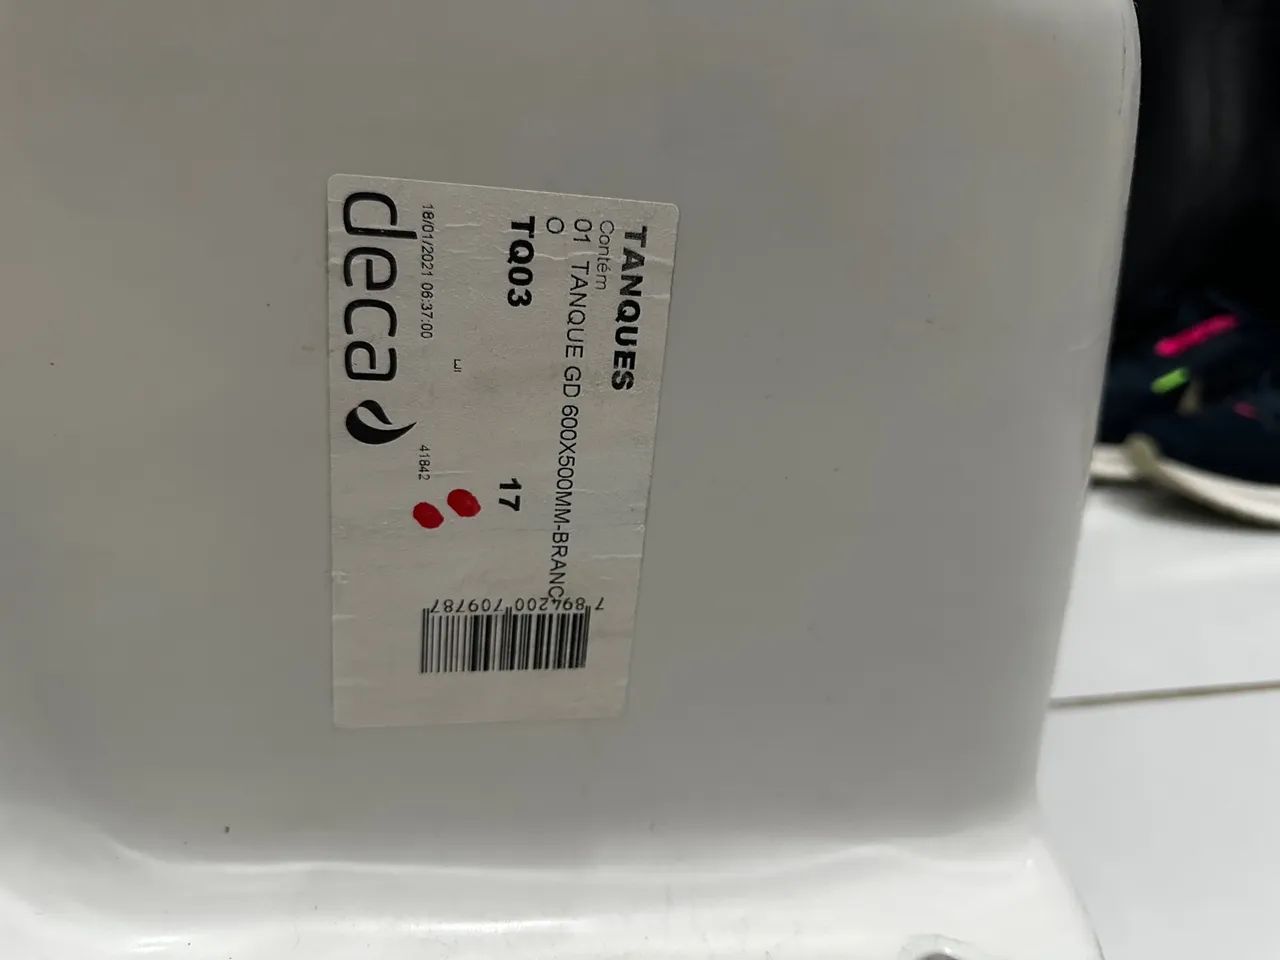 TANQUES
Contém
01 TANQUE GD 600X500MM-BRANC
O
TQ03
17
7 894200 709787
18/01/2021 06:37:00
41842
deca